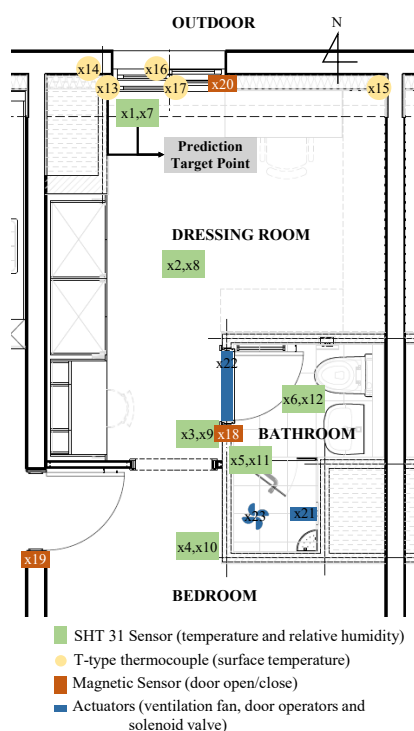 OUTDOOR
N
x14
x16
x13
x17
x20
x15
x1,x7
Prediction
Target Point
DRESSING ROOM
x2,x8
x22
x6,x12
x3,x9
x18
BATHROOM
x5,x11
x23
x21
x4,x10
x19
BEDROOM
SHT 31 Sensor (temperature and relative humidity)
T-type thermocouple (surface temperature)
Magnetic Sensor (door open/close)
Actuators (ventilation fan, door operators and
solenoid valve)